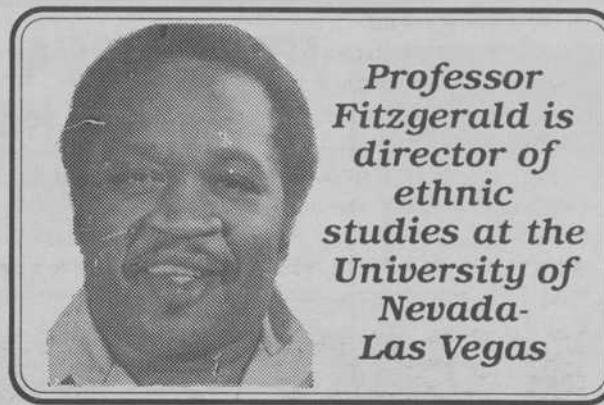 Professor
Fitzgerald is
director of
ethnic
studies at the
University of
Nevada-
Las Vegas